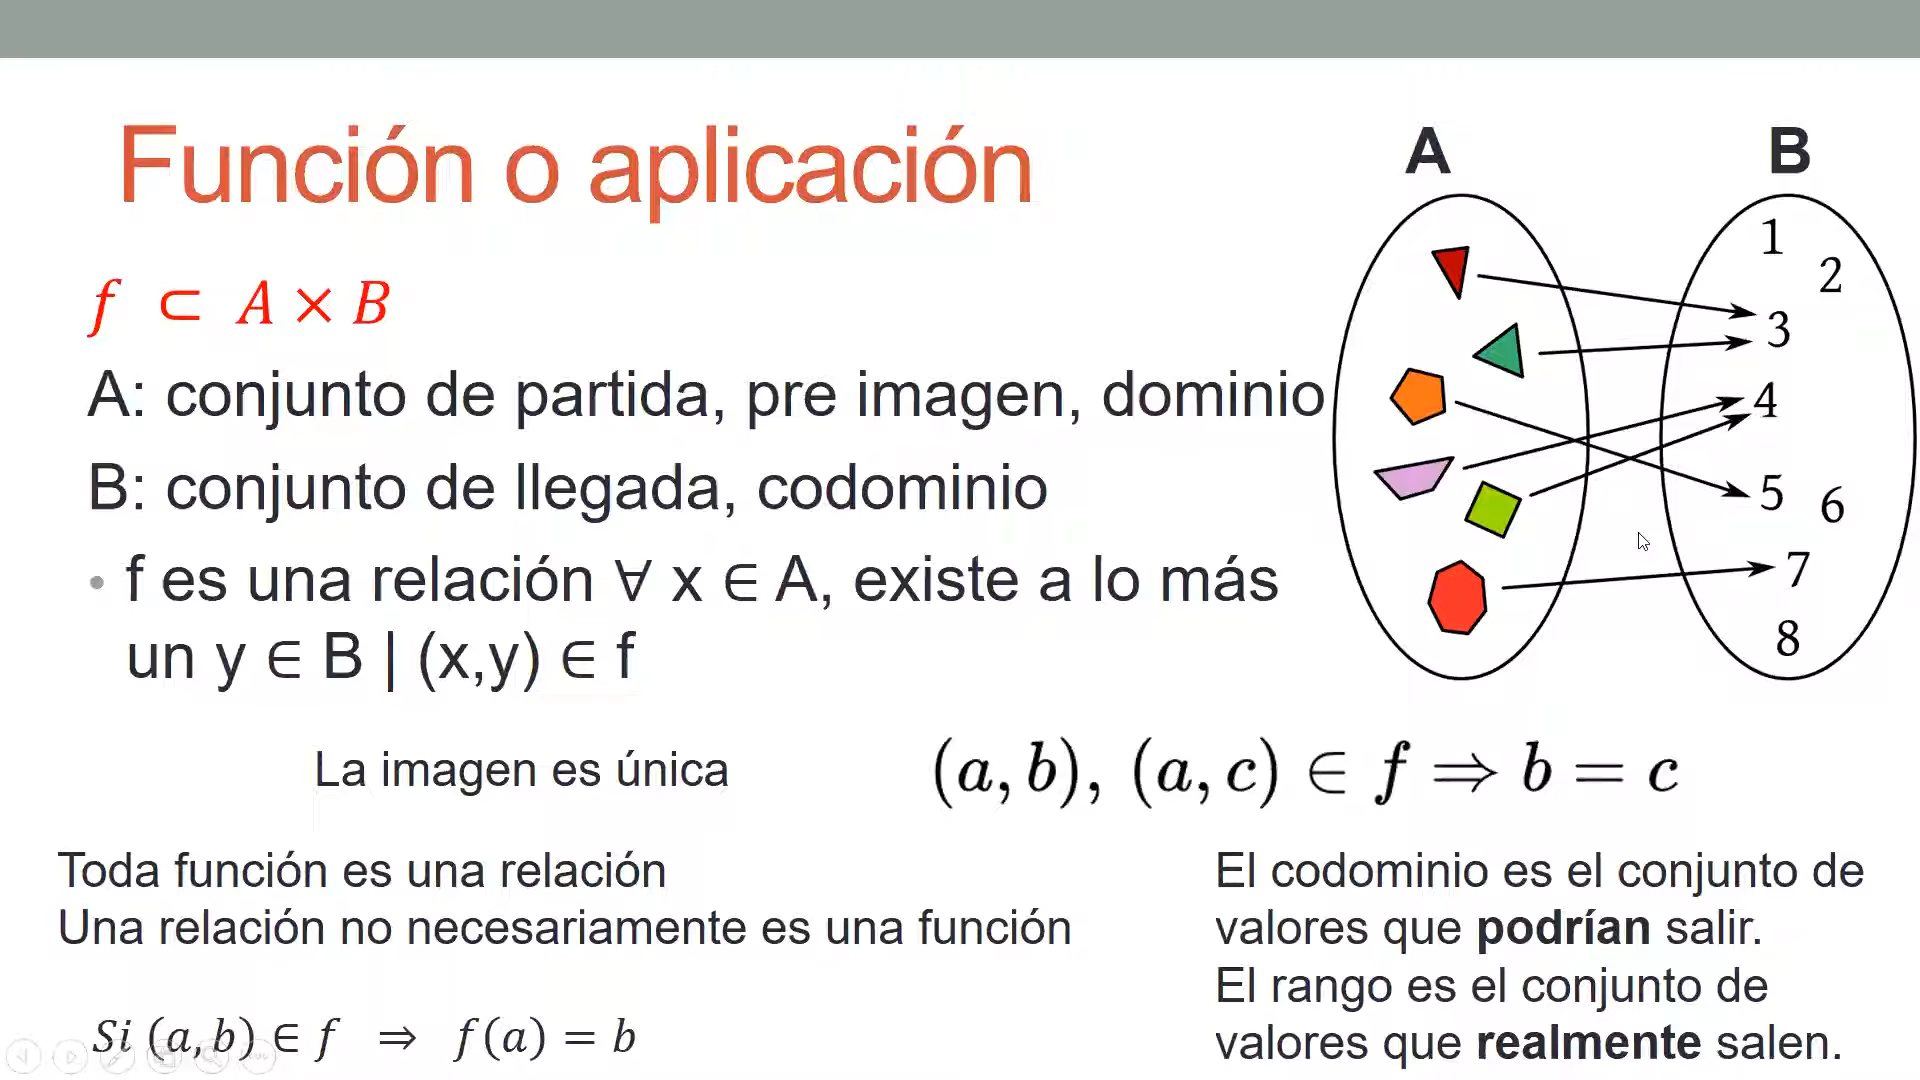 Función o aplicación
f ⊂ A × B
A: conjunto de partida, pre imagen, dominio
B: conjunto de llegada, codominio
• f es una relación ∀ x ∈ A, existe a lo más
un y ∈ B | (x,y) ∈ f
A
B
1
2
3
4
5
6
7
8
La imagen es única
(a, b), (a, c) ∈ f ⇒ b = c
Toda función es una relación
Una relación no necesariamente es una función
Si (a,b) ∈ f ⇒ f(a) = b
El codominio es el conjunto de
valores que podrían salir.
El rango es el conjunto de
valores que realmente salen.